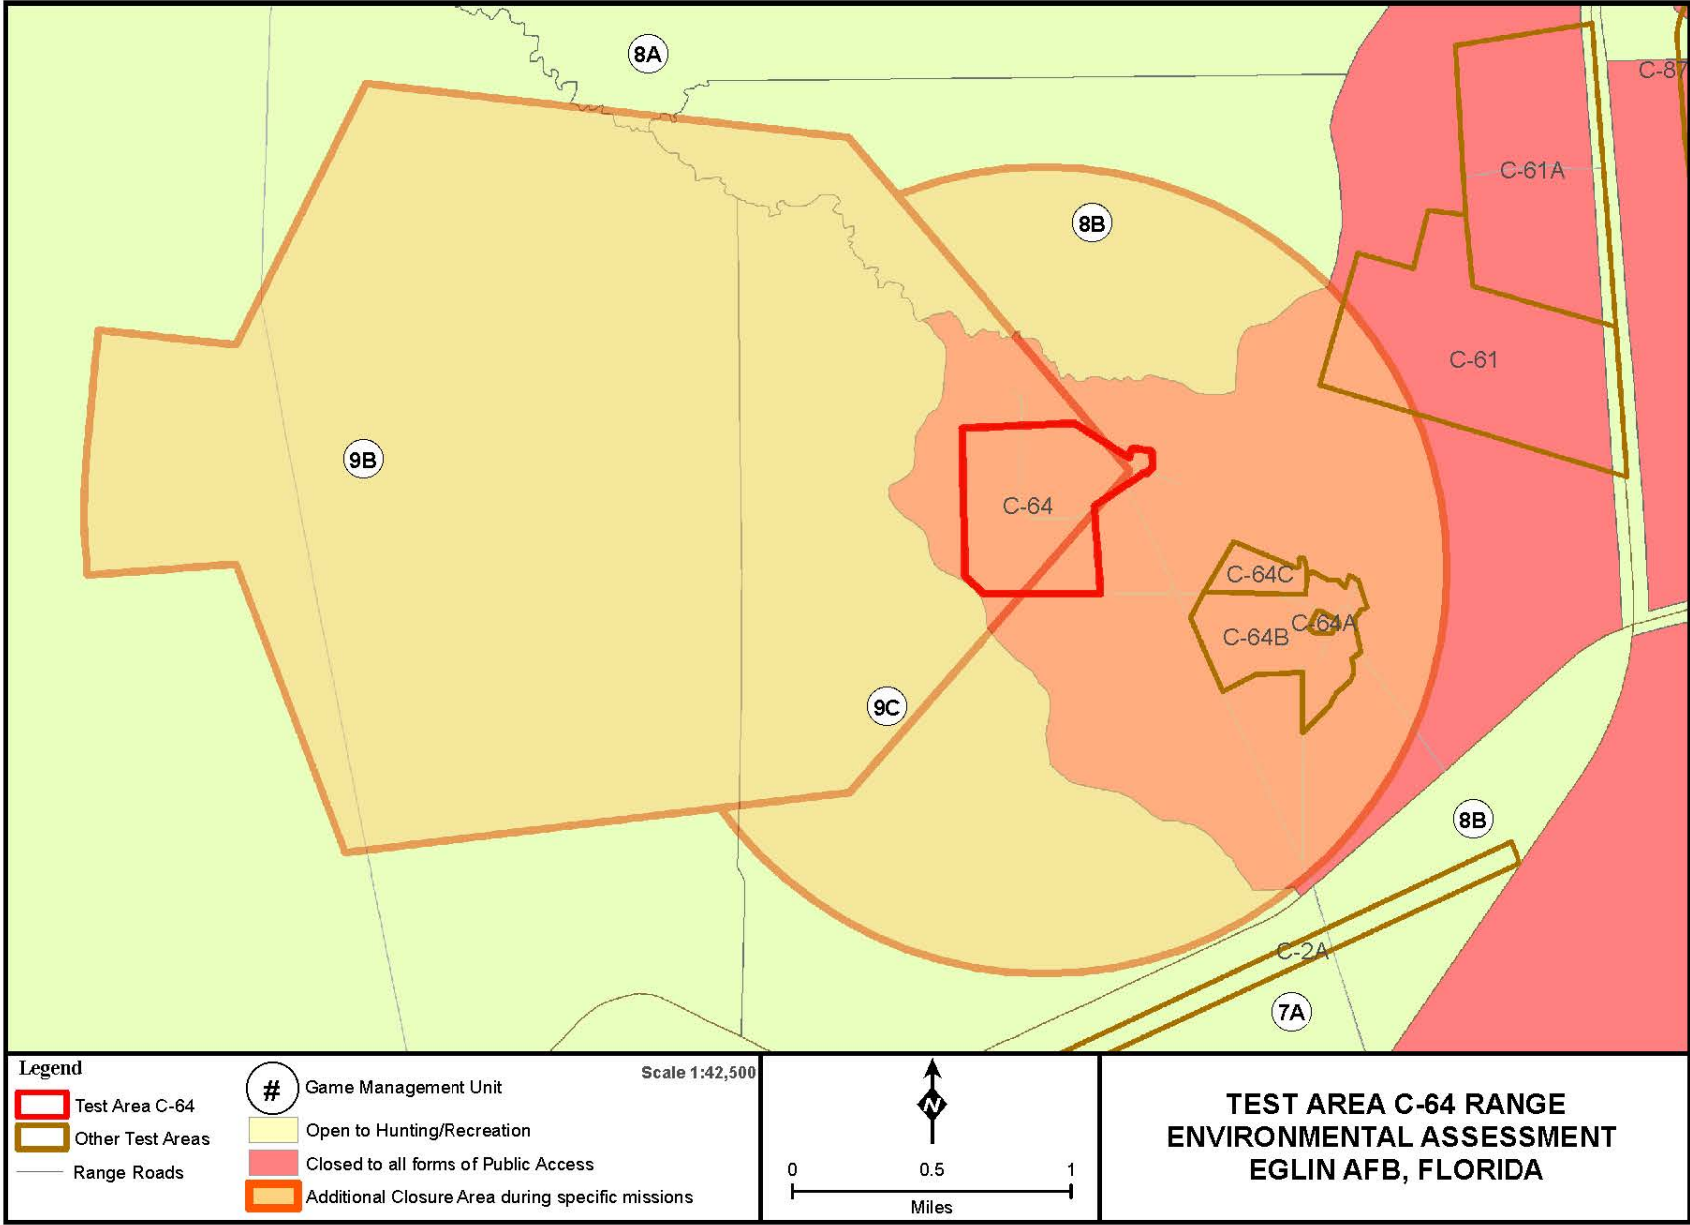 8A
C-87
C-61A
8B
C-61
9B
C-64
C-64C
C-64A
C-64B
9C
8B
C-2A
7A
Legend
Test Area C-64
Other Test Areas
Range Roads
# Game Management Unit
Open to Hunting/Recreation
Closed to all forms of Public Access
Additional Closure Area during specific missions
Scale 1:42,500
N
0 0.5 1
Miles
TEST AREA C-64 RANGE
ENVIRONMENTAL ASSESSMENT
EGLIN AFB, FLORIDA